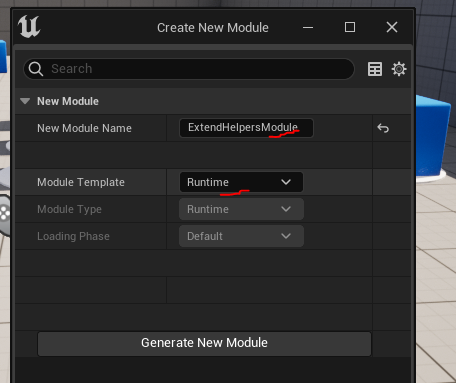 Create New Module
Search
New Module
New Module Name ExtendHelpersModule
Module Template Runtime
Module Type Runtime
Loading Phase Default
Generate New Module